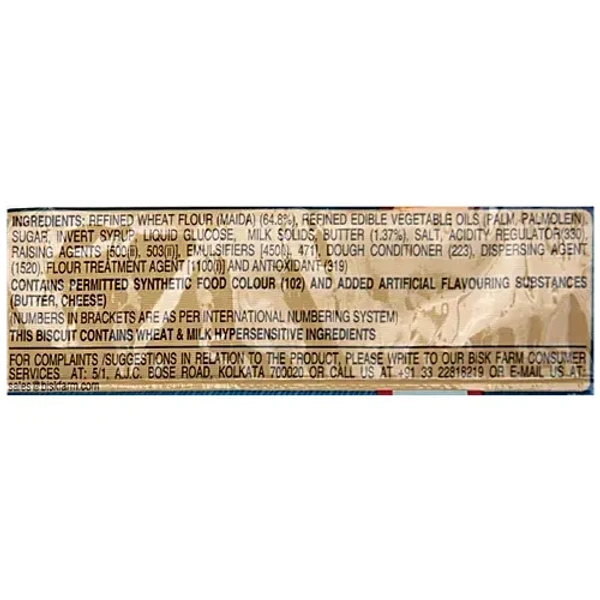 INGREDIENTS: REFINED WHEAT FLOUR (MAIDA) (64.8%), REFINED EDIBLE VEGETABLE OILS (PALM, PALMOLEIN),
SUGAR, INVERT SYRUP, LIQUID GLUCOSE, MILK SOLIDS, BUTTER (1.37%), SALT, ACIDITY REGULATOR(330),
RAISING AGENTS [500(ii), 503(ii)], EMULSIFIERS [450(i), 471], DOUGH CONDITIONER (223), DISPERSING AGENT
(1520), FLOUR TREATMENT AGENT [1100(i)] AND ANTIOXIDANT (319)
CONTAINS PERMITTED SYNTHETIC FOOD COLOUR (102) AND ADDED ARTIFICIAL FLAVOURING SUBSTANCES
(BUTTER, CHEESE)
(NUMBERS IN BRACKETS ARE AS PER INTERNATIONAL NUMBERING SYSTEM)
THIS BISCUIT CONTAINS WHEAT & MILK HYPERSENSITIVE INGREDIENTS
FOR COMPLAINTS /SUGGESTIONS IN RELATION TO THE PRODUCT, PLEASE WRITE TO OUR BISK FARM CONSUMER
SERVICES AT: 5/1, A.J.C. BOSE ROAD, KOLKATA 700020 OR CALL US AT +91 33 22818219 OR E-MAIL US AT:
sales@biskfarm.com